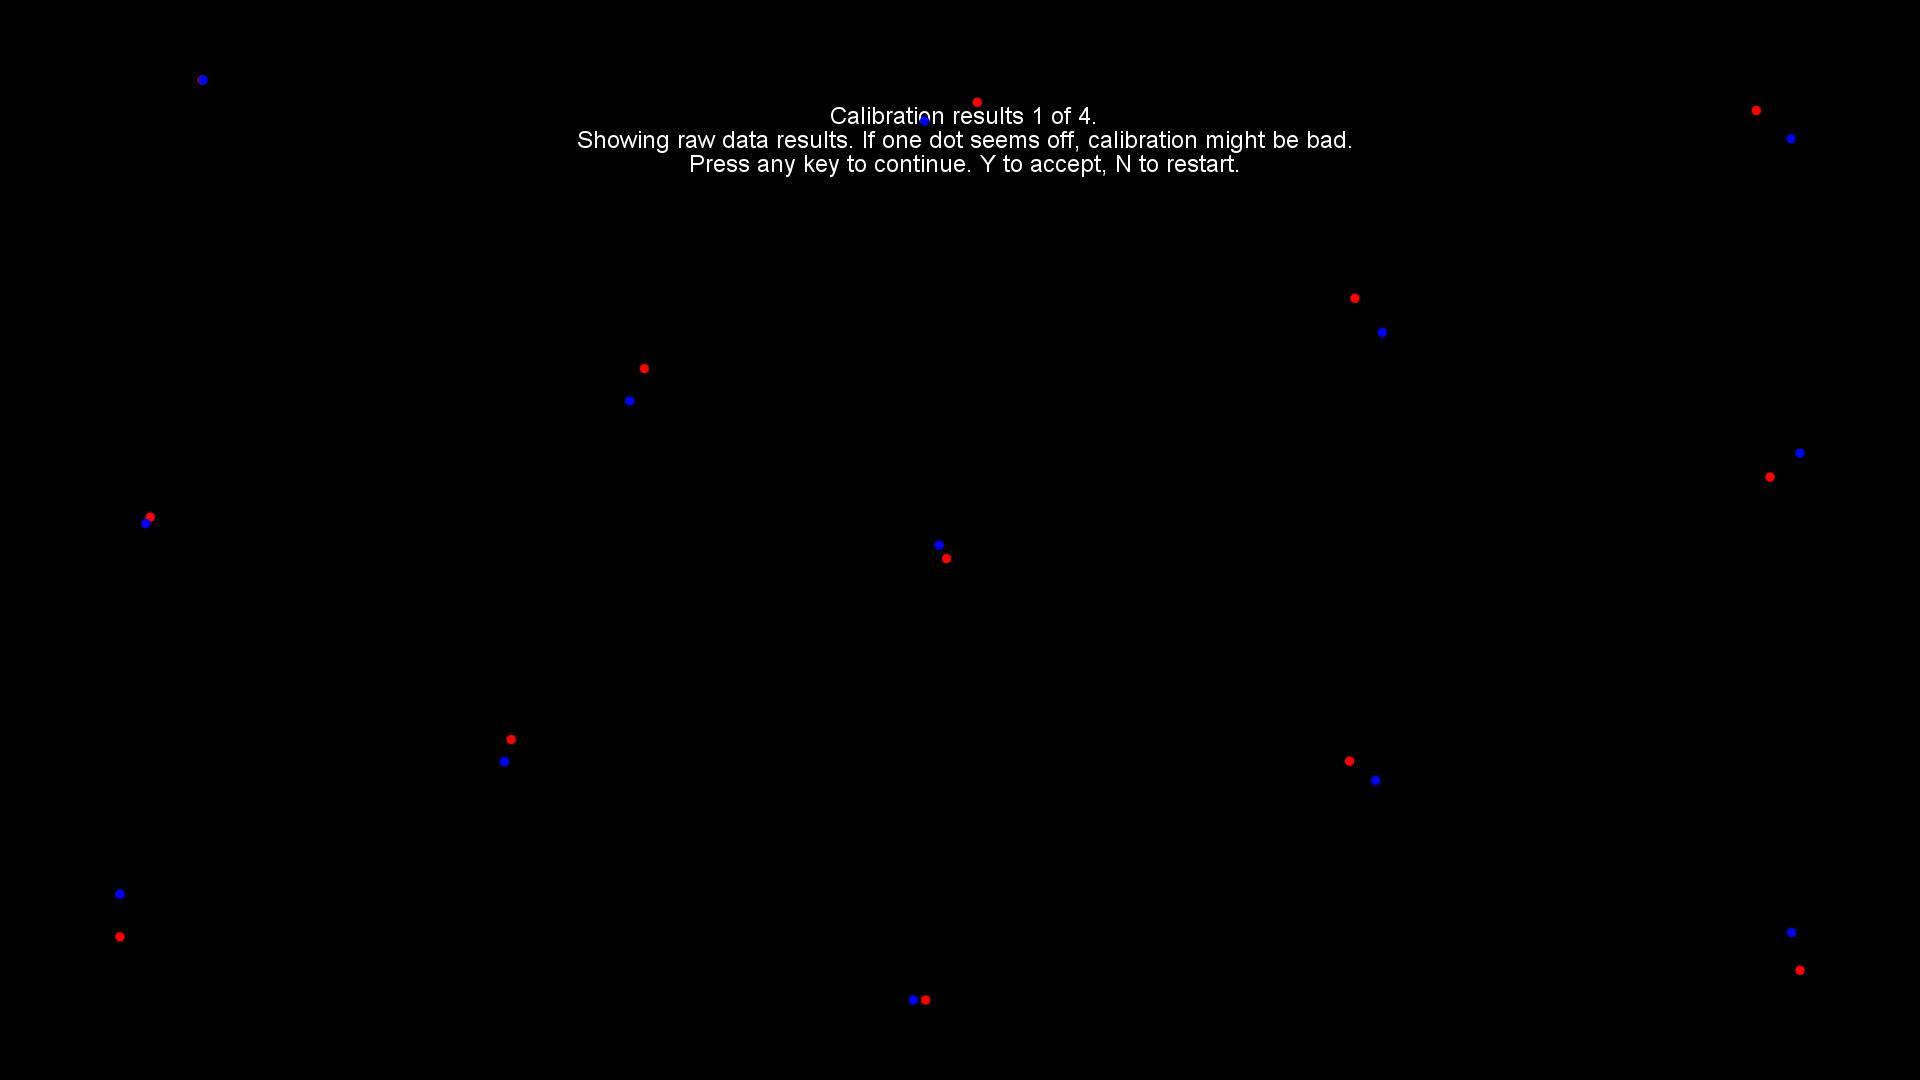 Calibration results 1 of 4.
Showing raw data results. If one dot seems off, calibration might be bad.
Press any key to continue. Y to accept, N to restart.